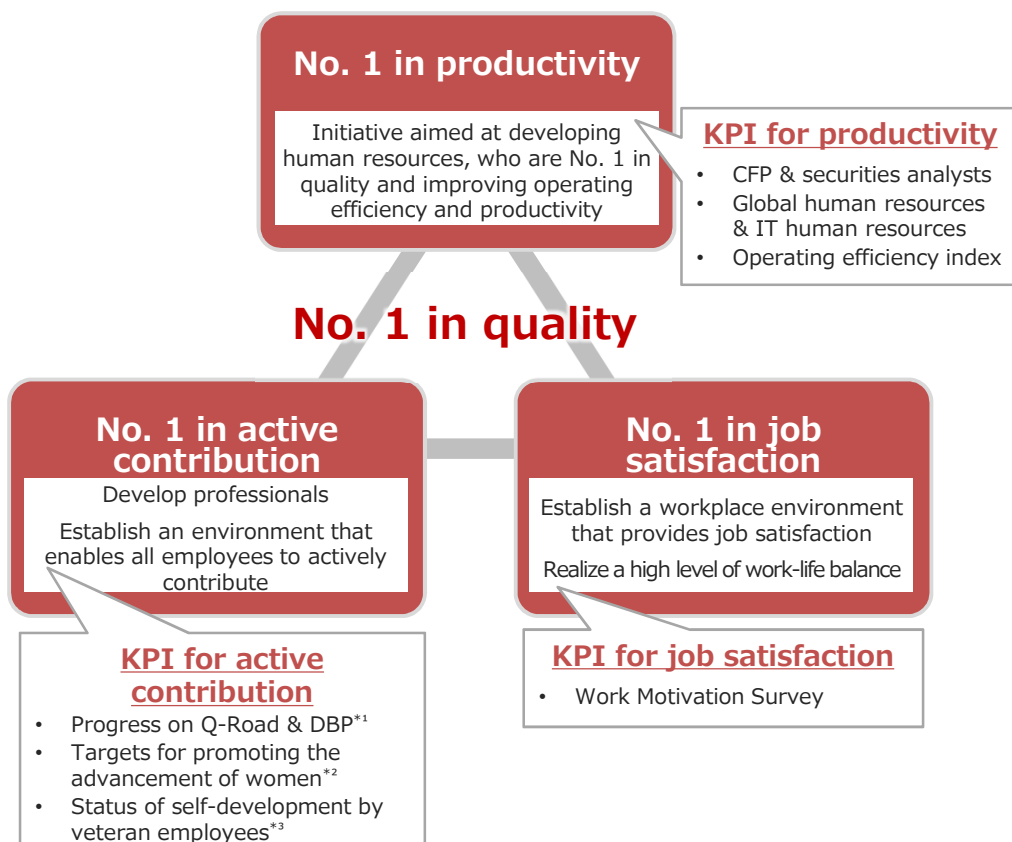 No. 1 in productivity
Initiative aimed at developing
human resources, who are No. 1 in
quality and improving operating
efficiency and productivity
KPI for productivity
• CFP & securities analysts
• Global human resources
& IT human resources
• Operating efficiency index
No. 1 in quality
No. 1 in active
contribution
Develop professionals
Establish an environment that
enables all employees to actively
contribute
No. 1 in job
satisfaction
Establish a workplace environment
that provides job satisfaction
Realize a high level of work-life balance
KPI for active
contribution
• Progress on Q-Road & DBP*¹
• Targets for promoting the
advancement of women*²
• Status of self-development by
veteran employees*³
KPI for job satisfaction
• Work Motivation Survey